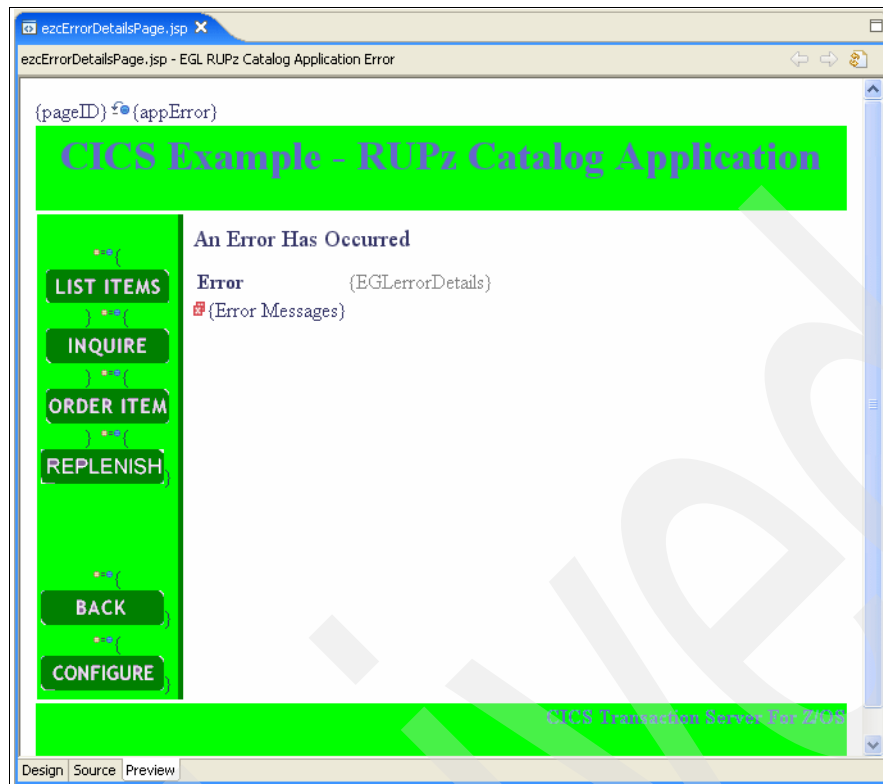 ezcErrorDetailsPage.jsp
ezcErrorDetailsPage.jsp - EGL RUPz Catalog Application Error
{pageID} {appError}
CICS Example - RUPz Catalog Application
{
LIST ITEMS
} {
INQUIRE
} {
ORDER ITEM
} {
REPLENISH }
{
BACK }
{
CONFIGURE }
An Error Has Occurred
Error {EGLerrorDetails}
{Error Messages}
CICS Transaction Server For Z/OS
Design Source Preview